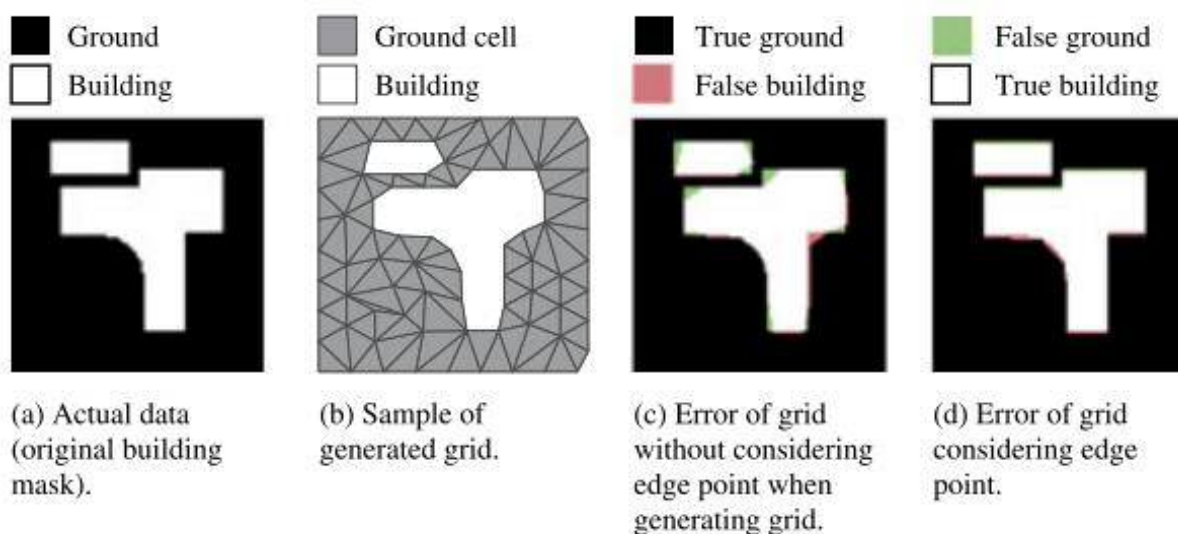 Ground
Building
Ground cell
Building
True ground
False building
False ground
True building
(a) Actual data
(original building
mask).
(b) Sample of
generated grid.
(c) Error of grid
without considering
edge point when
generating grid.
(d) Error of grid
considering edge
point.